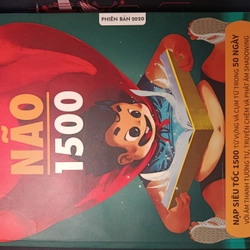 PHIÊN BẢN 2020
NÃO
1500
NẠP SIÊU TỐC 1500 TỪ VỰNG VÀ CỤM TỪ TRONG 50 NGÀY
VỚI ÂM THANH TƯƠNG TỰ, TRUYỆN CHÊM VÀ PHÁT ÂM SHADOWING